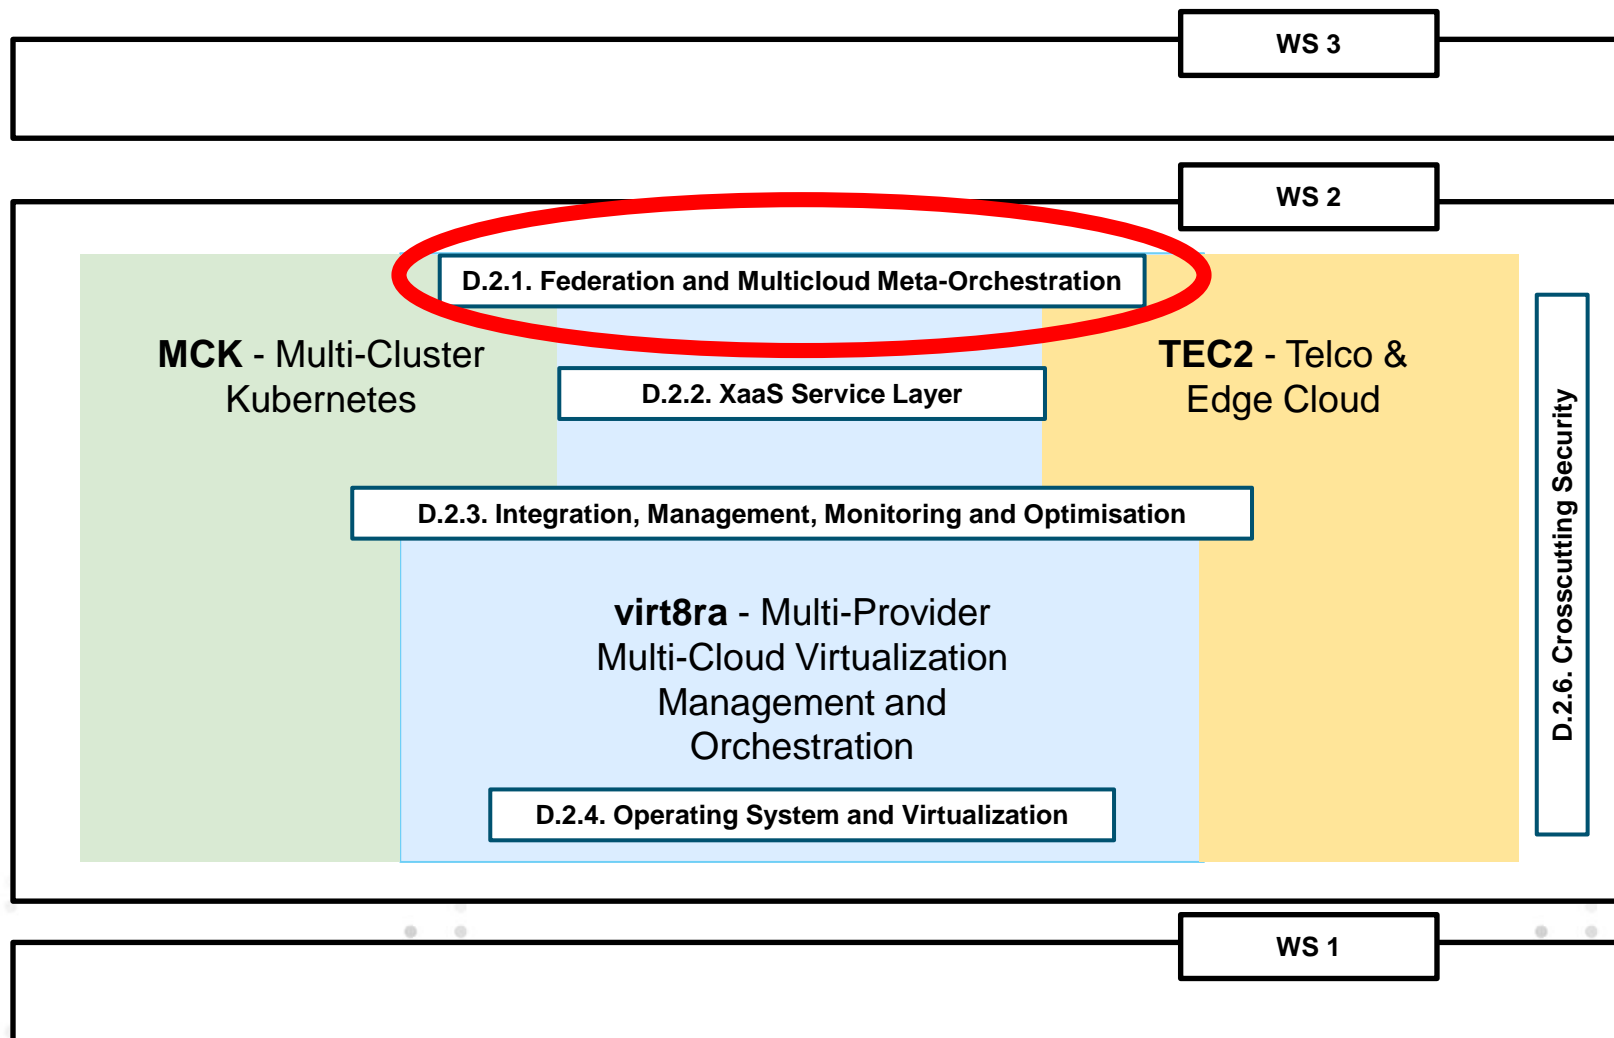 WS 3
WS 2
D.2.1. Federation and Multicloud Meta-Orchestration
MCK - Multi-Cluster
Kubernetes
TEC2 - Telco &
Edge Cloud
D.2.2. XaaS Service Layer
D.2.3. Integration, Management, Monitoring and Optimisation
virt8ra - Multi-Provider
Multi-Cloud Virtualization
Management and
Orchestration
D.2.4. Operating System and Virtualization
D.2.6. Crosscutting Security
WS 1